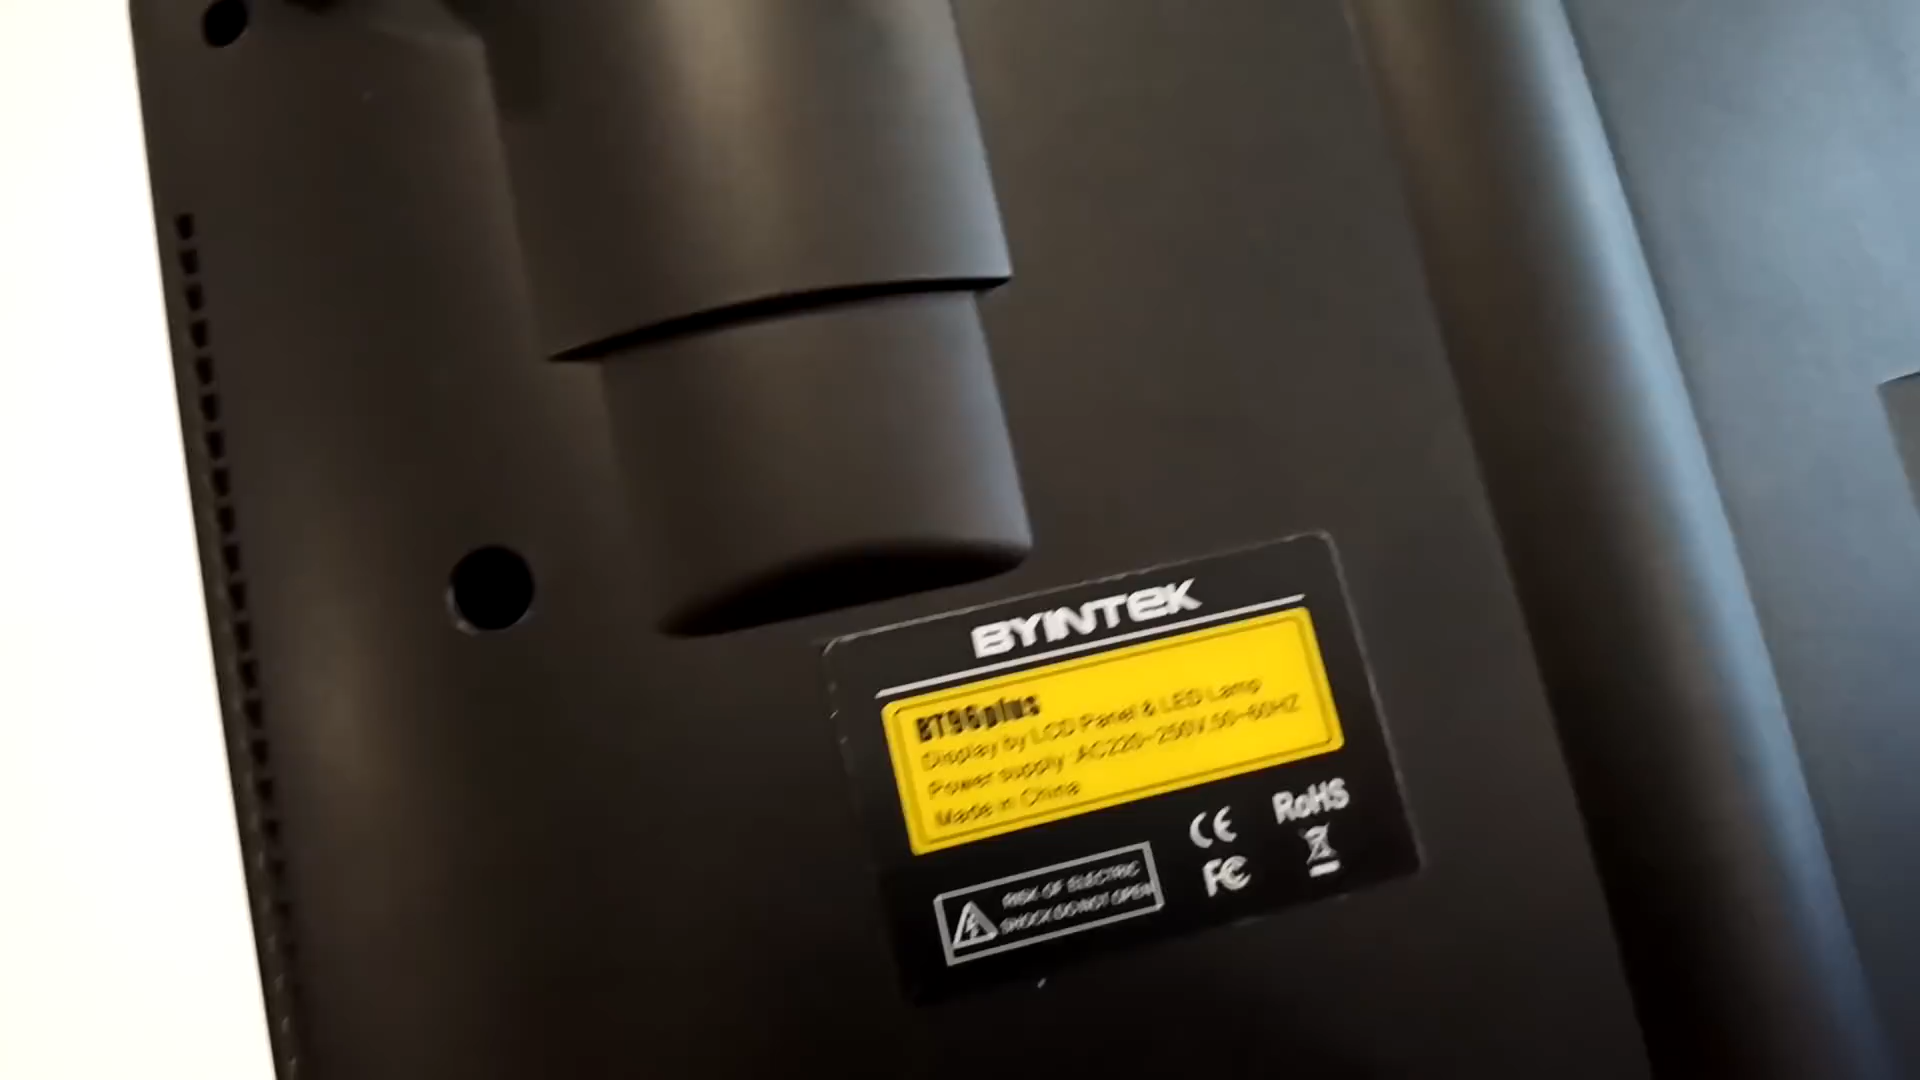 BYINTEK
BT96plus
Display by LCD Panel & LED Lamp
Power supply :AC220~250V,50~60HZ
Made in China
CE RoHS
FC
RISK OF ELECTRIC
SHOCK DO NOT OPEN